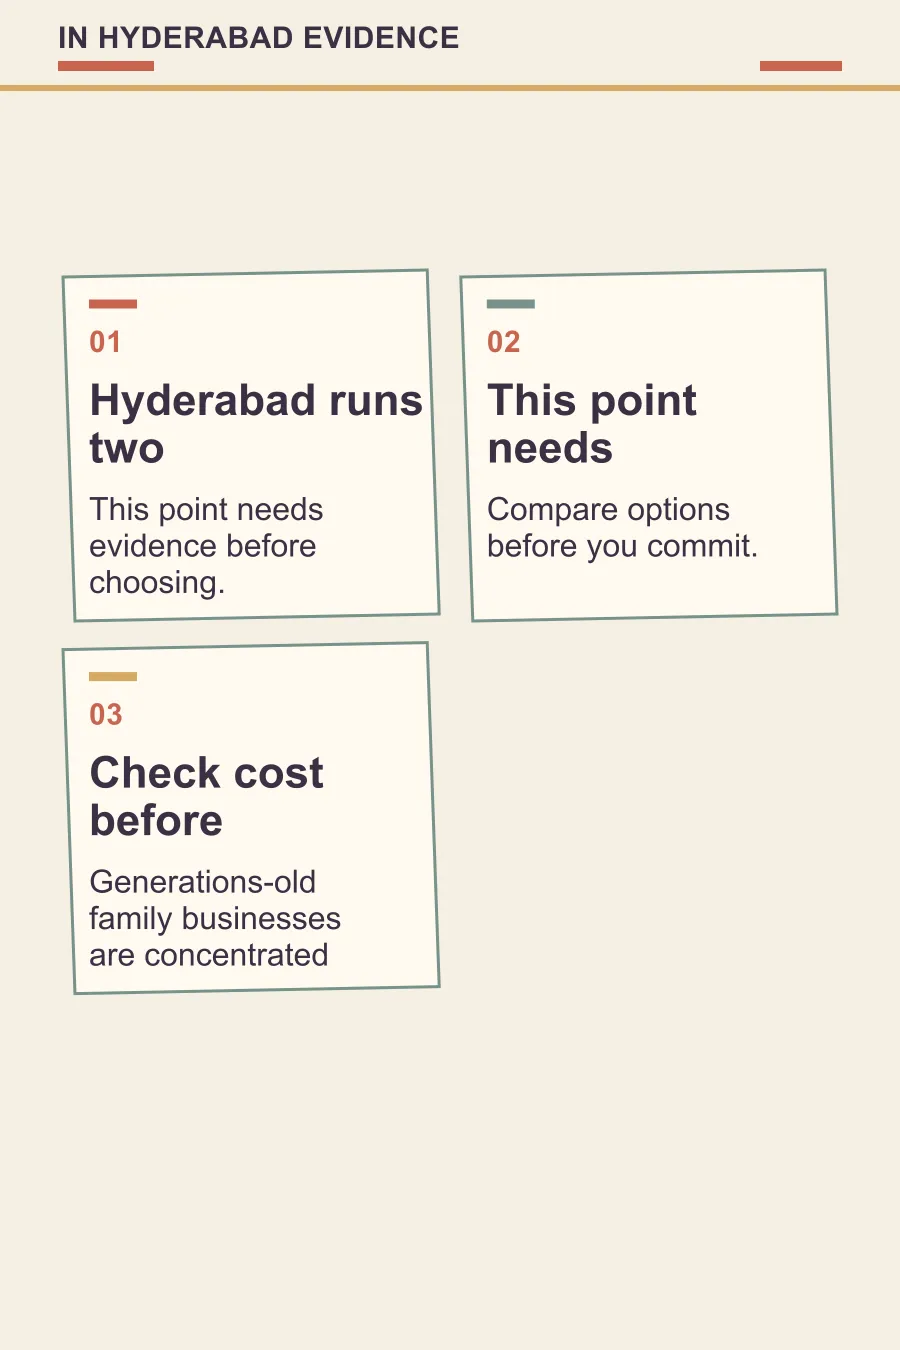 IN HYDERABAD EVIDENCE
01
Hyderabad runs
two
This point needs
evidence before
choosing.
02
This point
needs
Compare options
before you commit.
03
Check cost
before
Generations-old
family businesses
are concentrated